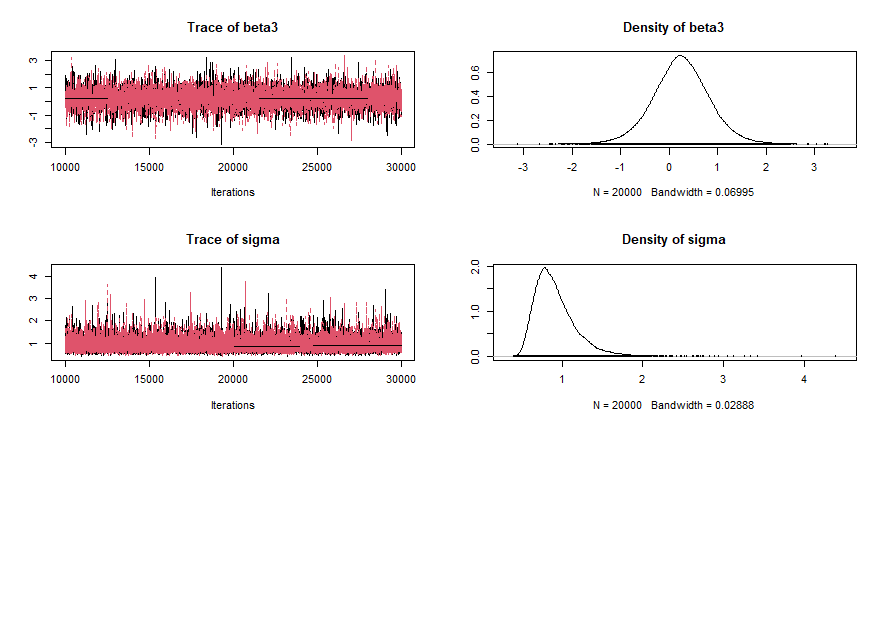 Trace of beta3
3
1
-1
-3
10000 15000 20000 25000 30000
Iterations
Density of beta3
0.6
0.4
0.2
0.0
-3 -2 -1 0 1 2 3
N = 20000 Bandwidth = 0.06995
Trace of sigma
4
3
2
1
10000 15000 20000 25000 30000
Iterations
Density of sigma
2.0
1.0
0.0
1 2 3 4
N = 20000 Bandwidth = 0.02888